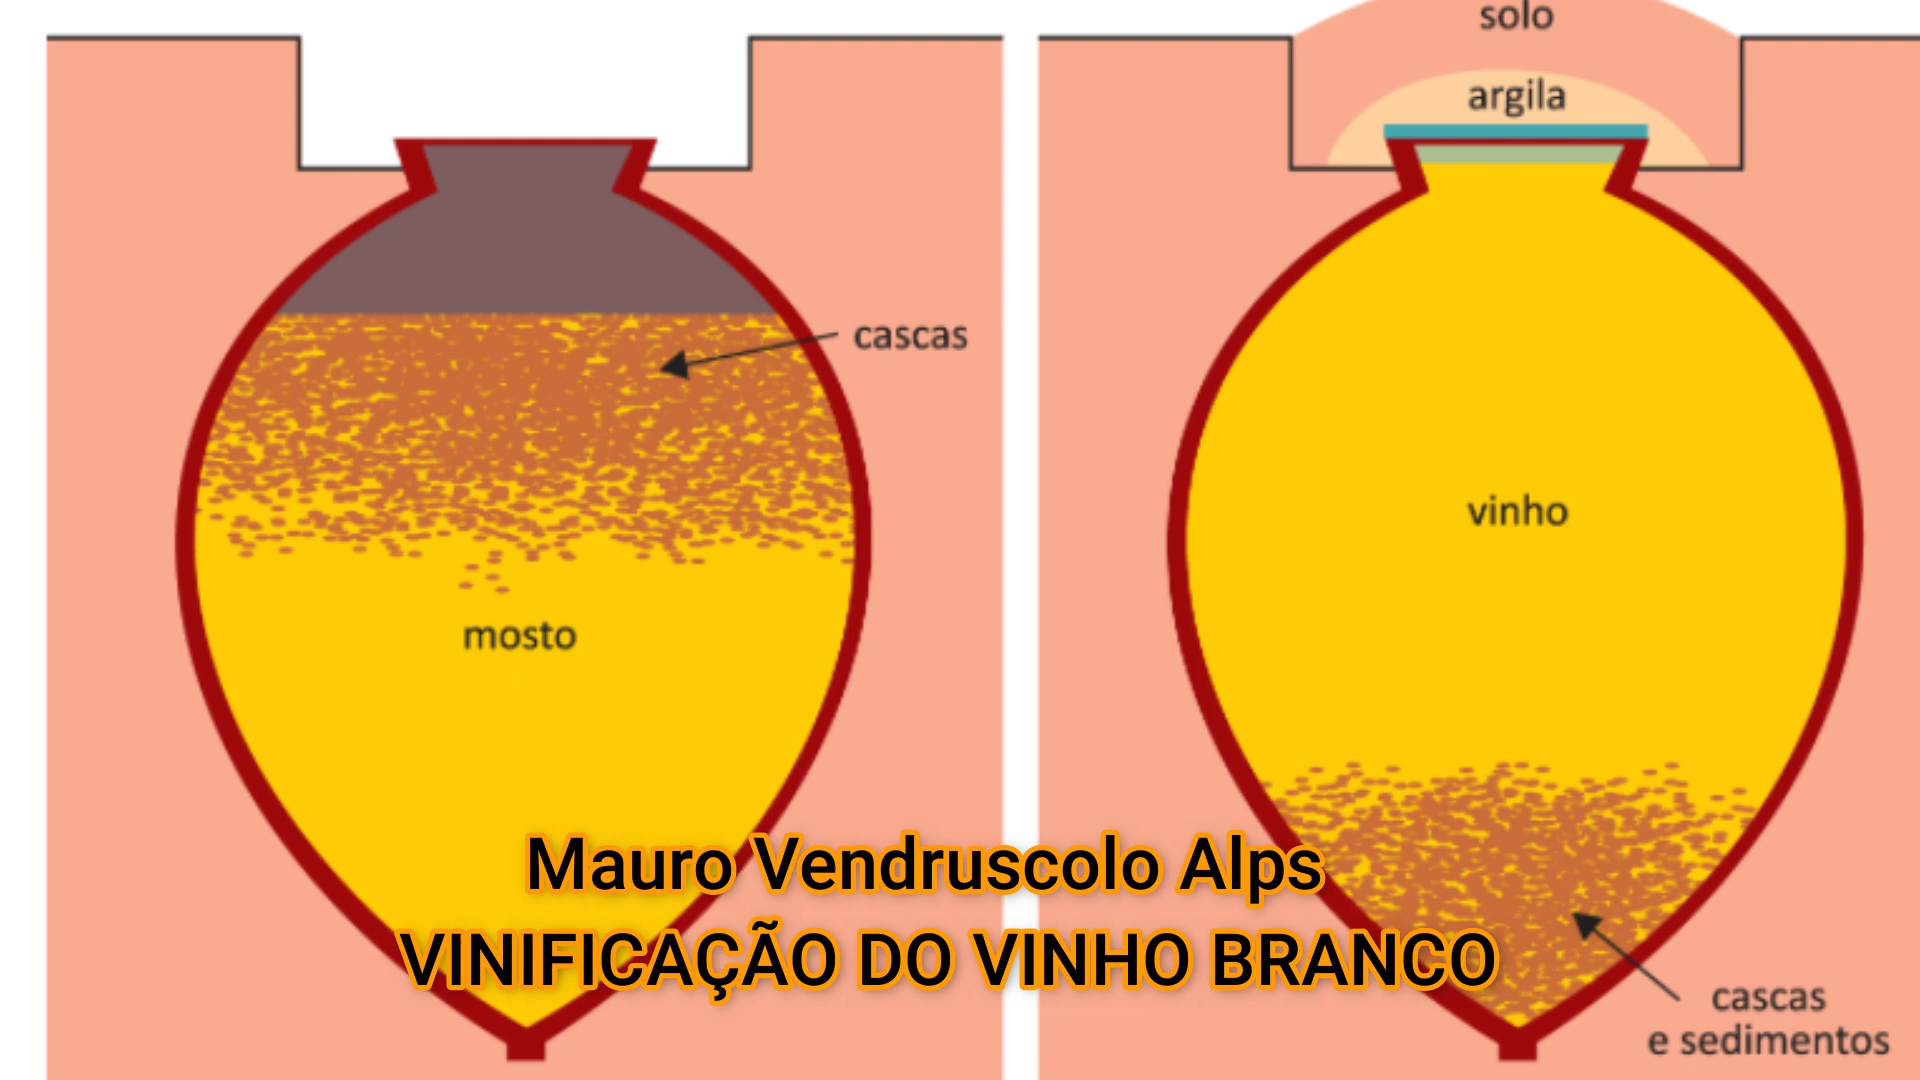 solo
argila
cascas
mosto
vinho
Mauro Vendruscolo Alps
VINIFICAÇÃO DO VINHO BRANCO
cascas
e sedimentos